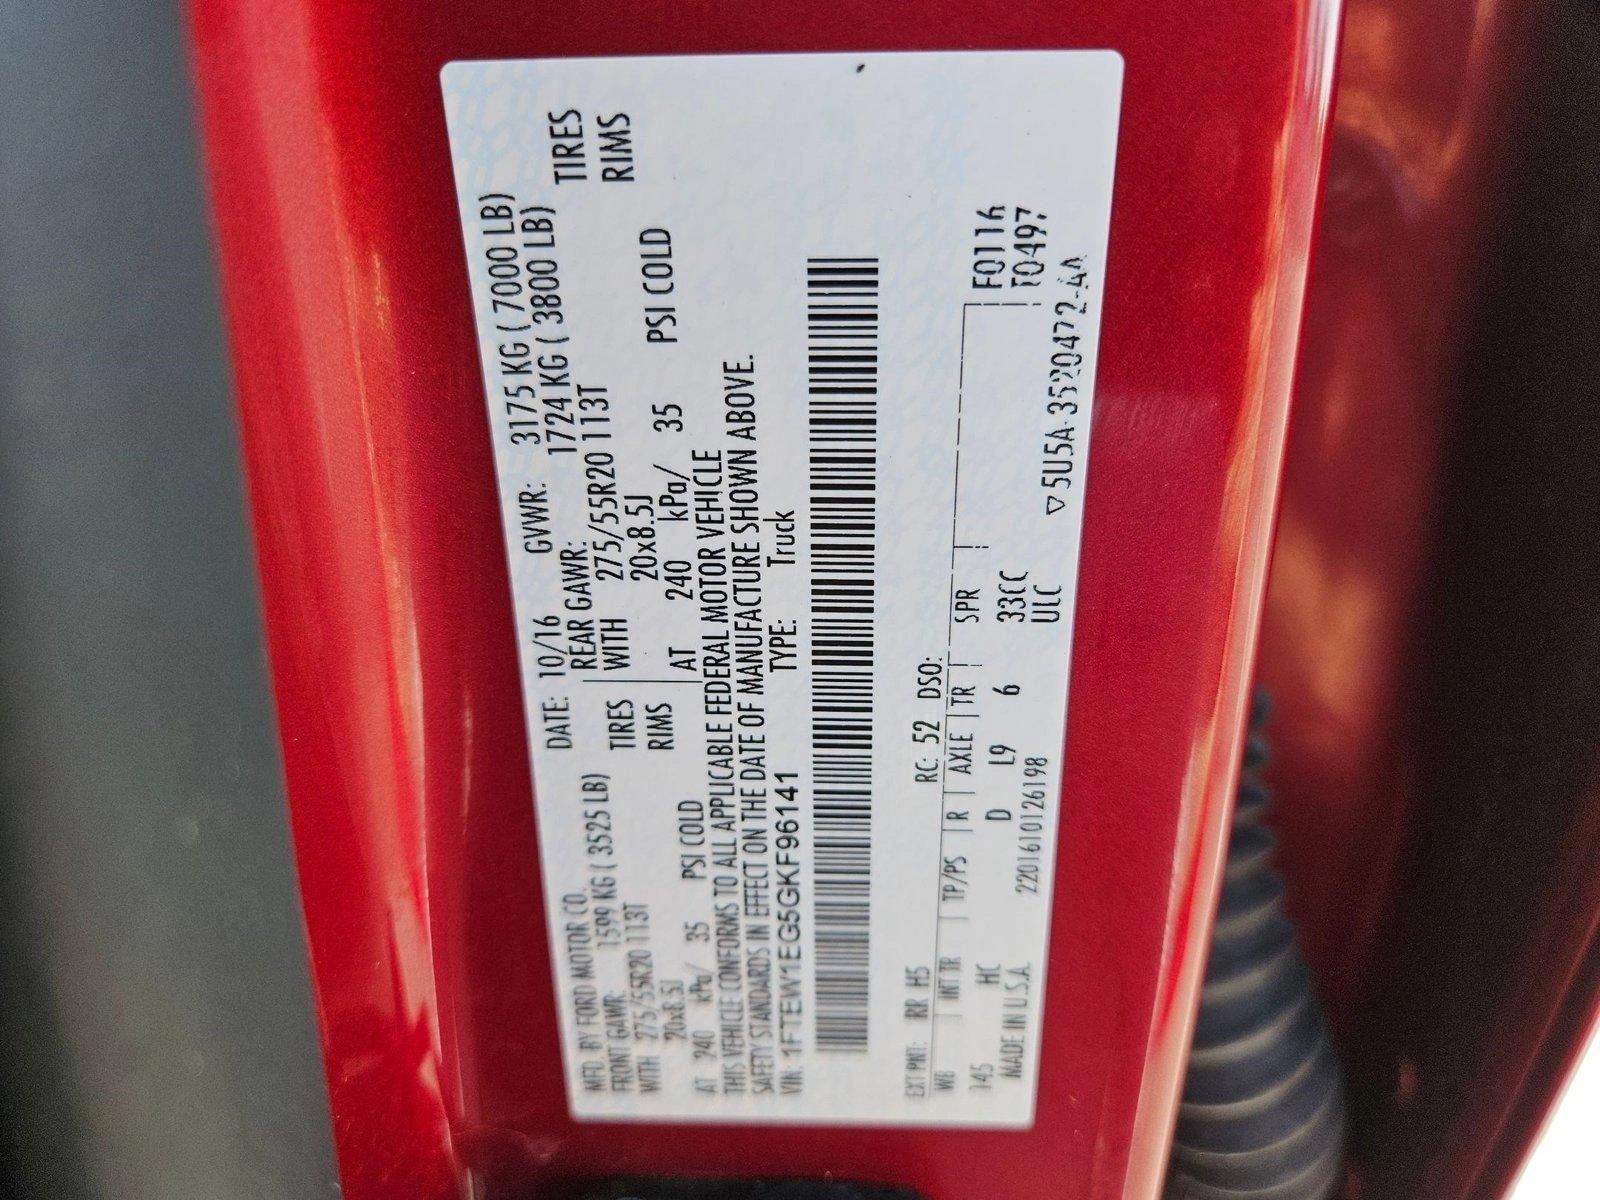 MFD. BY FORD MOTOR CO. DATE: 10/16 GVWR: 3175 KG ( 7000 LB)
FRONT GAWR: 1599 KG ( 3525 LB) REAR GAWR: 1724 KG ( 3800 LB)
WITH 275/55R20 113T TIRES WITH 275/55R20 113T TIRES
20x8.5J RIMS 20x8.5J RIMS
AT 240 kPa/ 35 PSI COLD AT 240 kPa/ 35 PSI COLD
THIS VEHICLE CONFORMS TO ALL APPLICABLE FEDERAL MOTOR VEHICLE
SAFETY STANDARDS IN EFFECT ON THE DATE OF MANUFACTURE SHOWN ABOVE.
VIN: 1FTEW1EG5GKF96141 TYPE: Truck
EXT PNT: RR H5 RC: 52 DSO:
WB INT TR TP/PS R AXLE TR SPR F0116
145 HC D L9 6 33CC T0497
ULC
MADE IN U.S.A. 2201610126198 ▽5U5A-3520472-AA